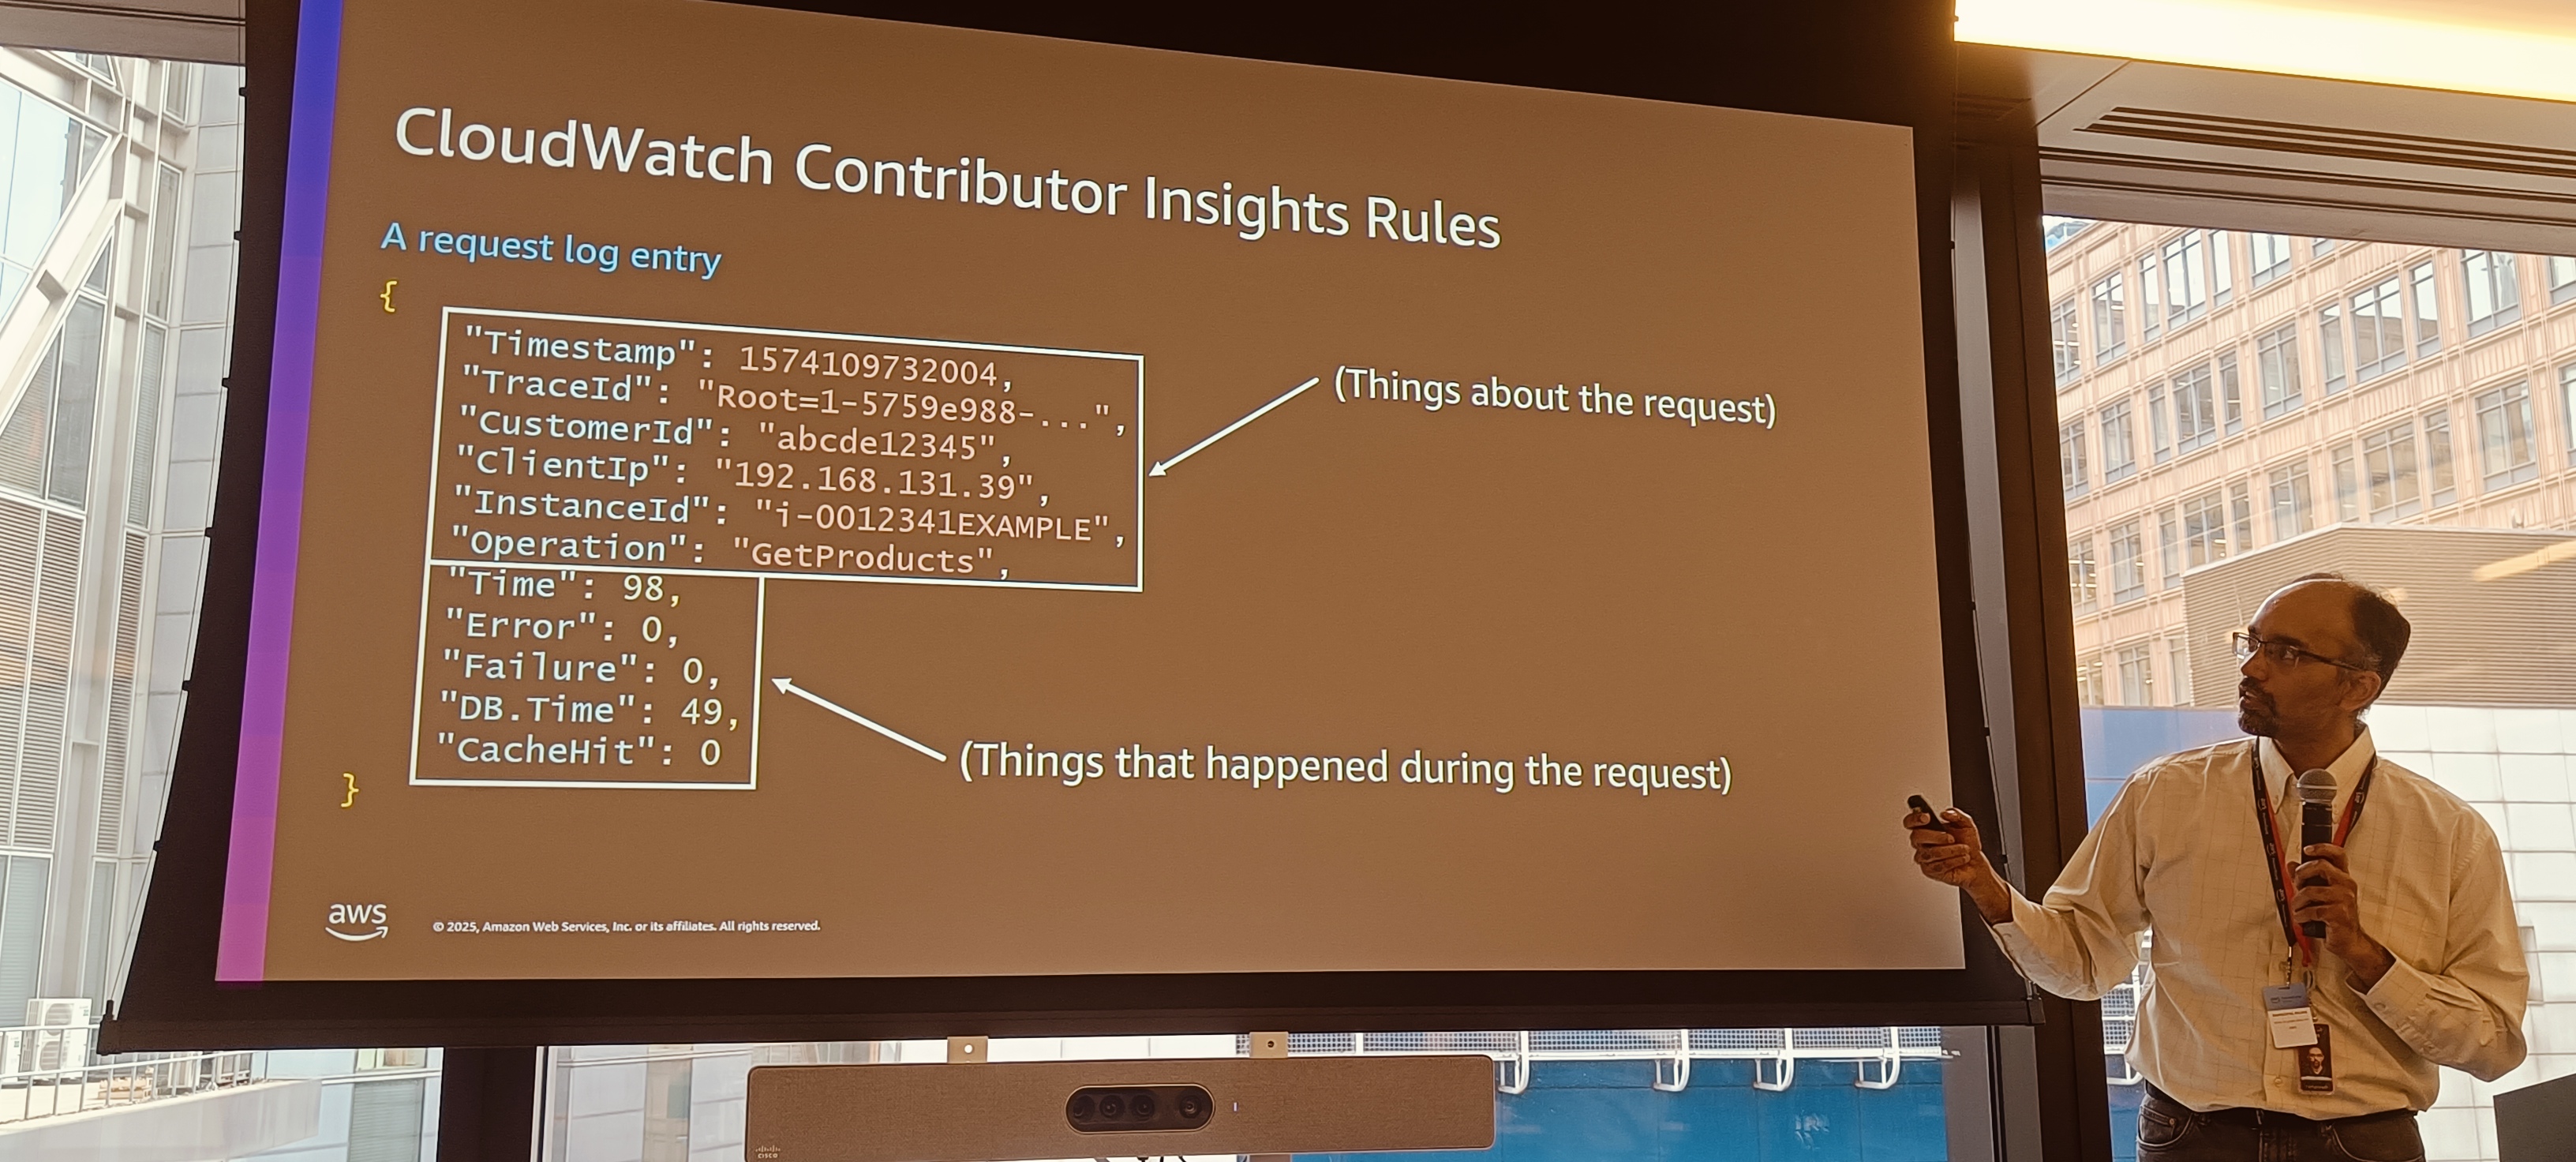 CloudWatch Contributor Insights Rules
A request log entry
{
"Timestamp": 1574109732004,
"TraceId": "Root=1-5759e988-...",
"CustomerId": "abcde12345",
"ClientIp": "192.168.131.39",
"InstanceId": "i-0012341EXAMPLE",
"Operation": "GetProducts",
(Things about the request)
"Time": 98,
"Error": 0,
"Failure": 0,
"DB.Time": 49,
"CacheHit": 0
(Things that happened during the request)
}
aws
© 2025, Amazon Web Services, Inc. or its affiliates. All rights reserved.
CISCO